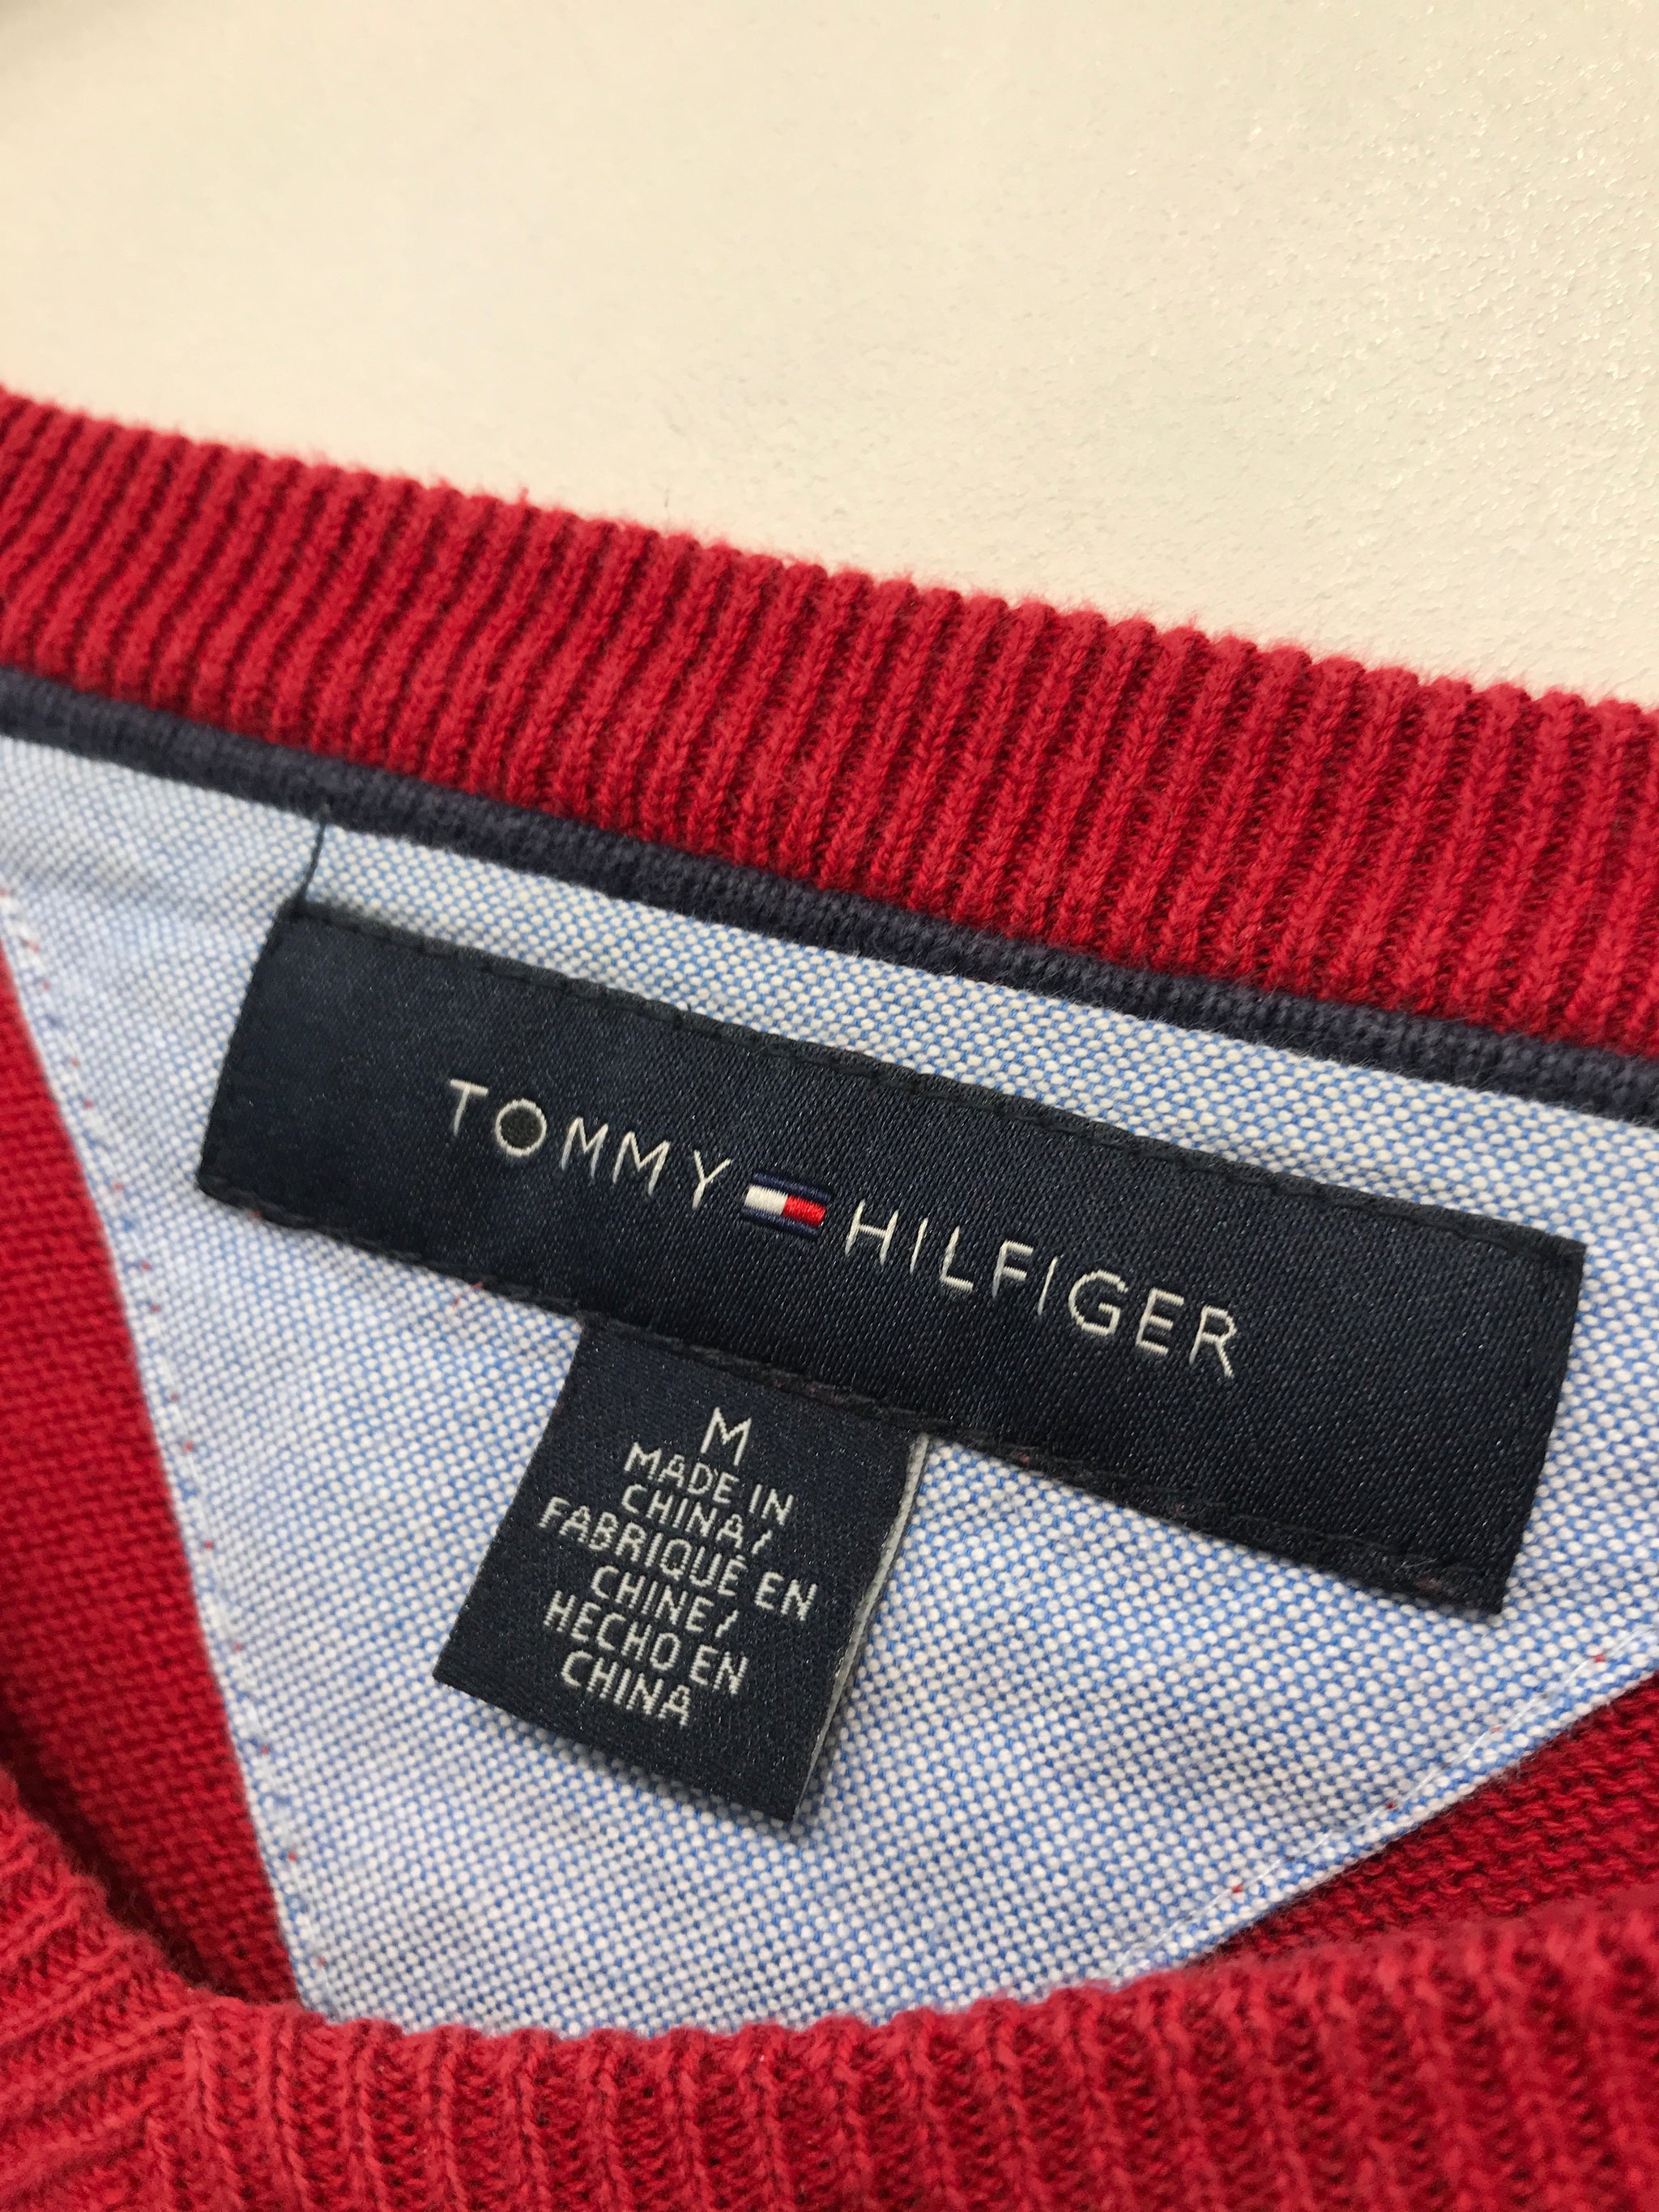 TOMMY HILFIGER
M
MADE IN
CHINA/
FABRIQUÉ EN
CHINE/
HECHO EN
CHINA